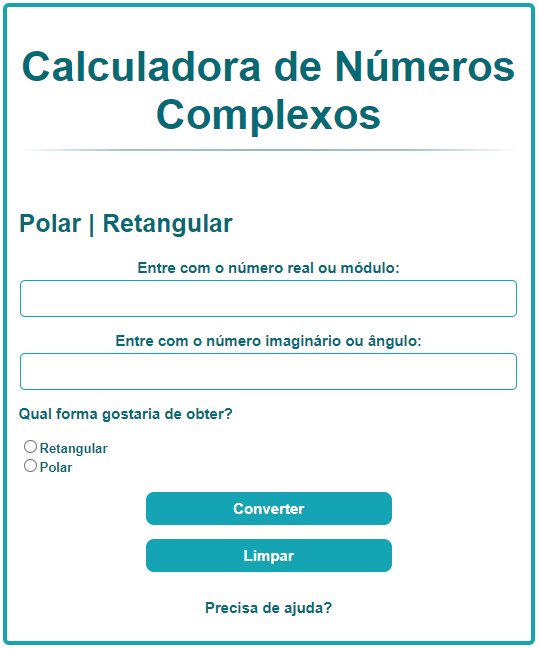 Calculadora de Números
Complexos
Polar | Retangular
Entre com o número real ou módulo:
Entre com o número imaginário ou ângulo:
Qual forma gostaria de obter?
Retangular
Polar
Converter
Limpar
Precisa de ajuda?